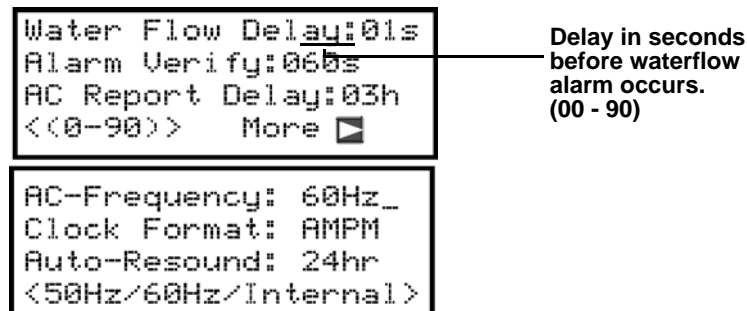 Water Flow Delay:01s
Alarm Verify:060s
AC Report Delay:03h
<(0-90)> More
Delay in seconds
before waterflow
alarm occurs.
(00 - 90)
AC-Frequency: 60Hz_
Clock Format: AMPM
Auto-Resound: 24hr
<50Hz/60Hz/Internal>